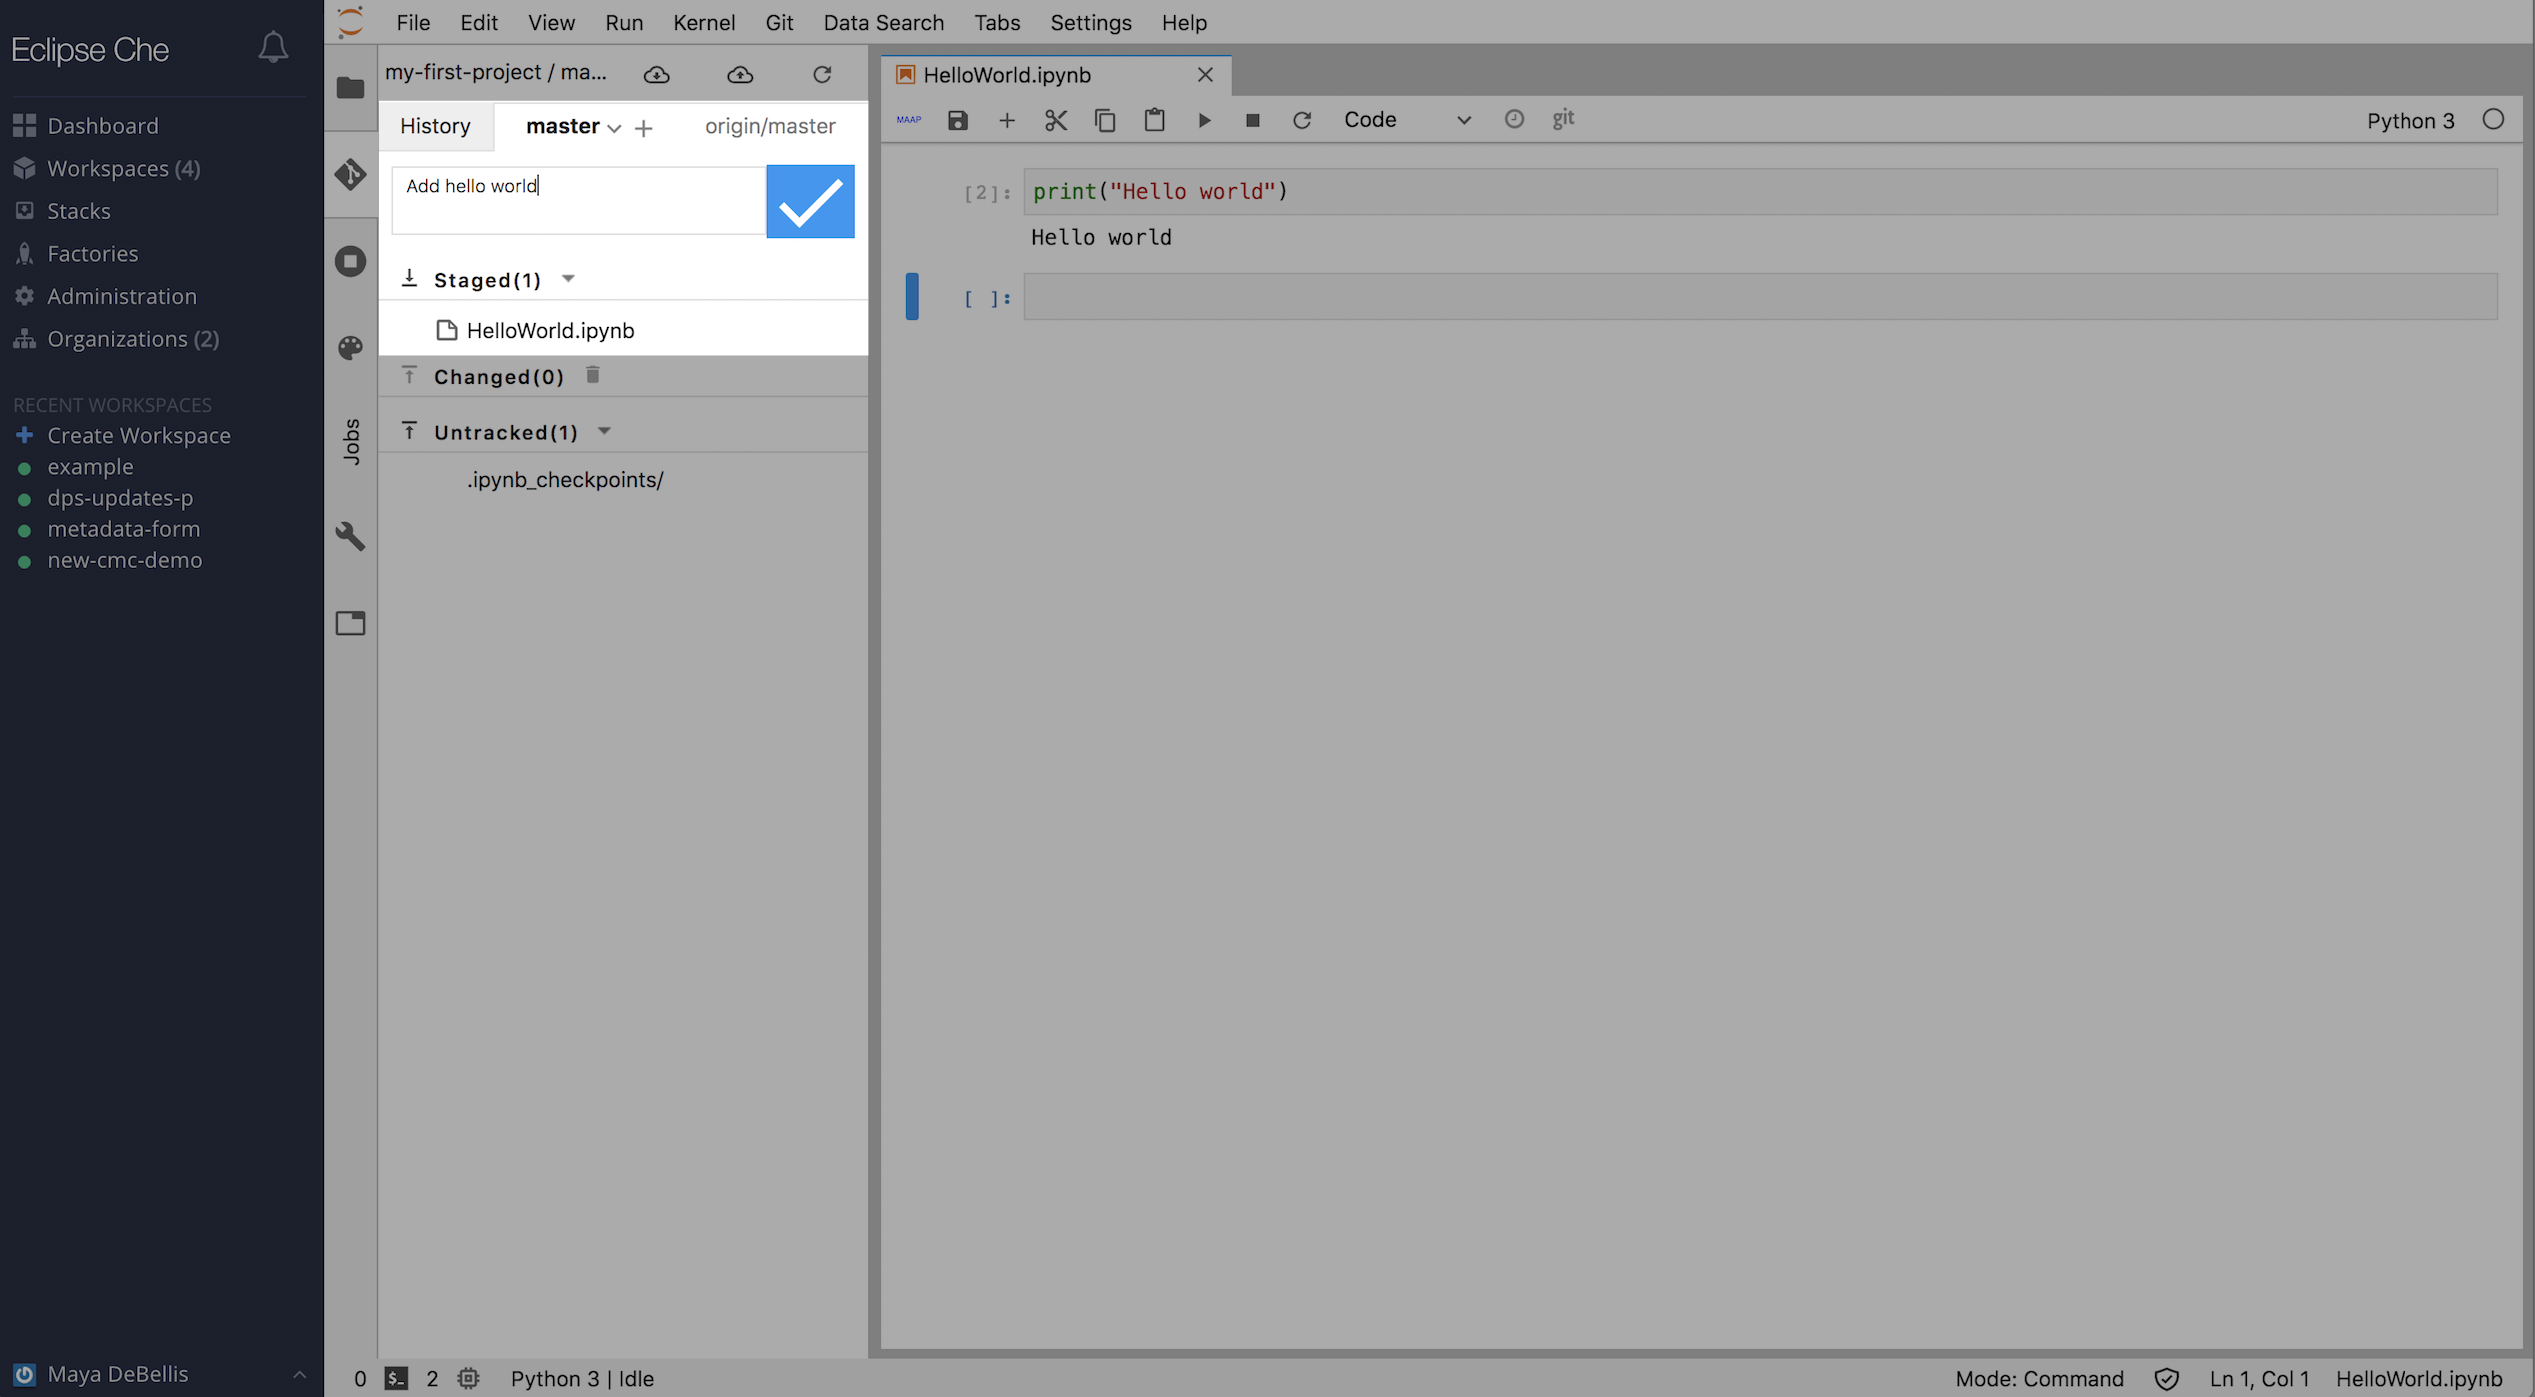 Eclipse Che
Dashboard
Workspaces (4)
Stacks
Factories
Administration
Organizations (2)
RECENT WORKSPACES
Create Workspace
example
dps-updates-p
metadata-form
new-cmc-demo
Maya DeBellis
File Edit View Run Kernel Git Data Search Tabs Settings Help
my-first-project / ma...
History master + origin/master
Add hello world
Staged(1)
HelloWorld.ipynb
Changed(0)
Untracked(1)
.ipynb_checkpoints/
Jobs
HelloWorld.ipynb
MAAP Code git Python 3
[2]: print("Hello world")
Hello world
[ ]:
0 $_ 2 Python 3 | Idle
Mode: Command Ln 1, Col 1 HelloWorld.ipynb